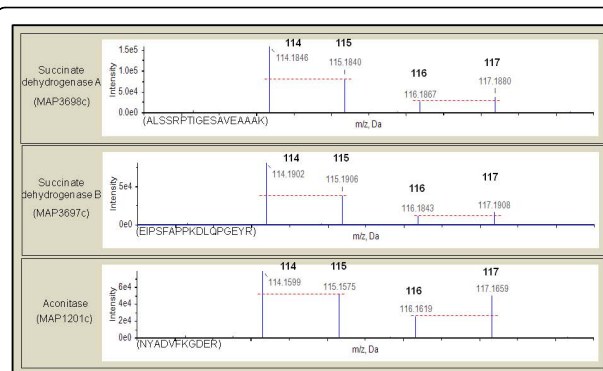 Succinate
dehydrogenase A
(MAP3698c)
Intensity
1.5e5
1.0e5
5.0e4
0.0e0
114
115
116
117
114.1846
115.1840
116.1867
117.1880
m/z, Da
(ALSSRPTIGESAVEAAAK)
Succinate
dehydrogenase B
(MAP3697c)
Intensity
5e4
0e0
114
115
116
117
114.1902
115.1906
116.1843
117.1908
m/z, Da
(EIPSFAPPKDLQPGEYR)
Aconitase
(MAP1201c)
Intensity
6e4
4e4
2e4
0e0
114
115
116
117
114.1599
115.1575
116.1619
117.1659
m/z, Da
(NYADVFKGDER)